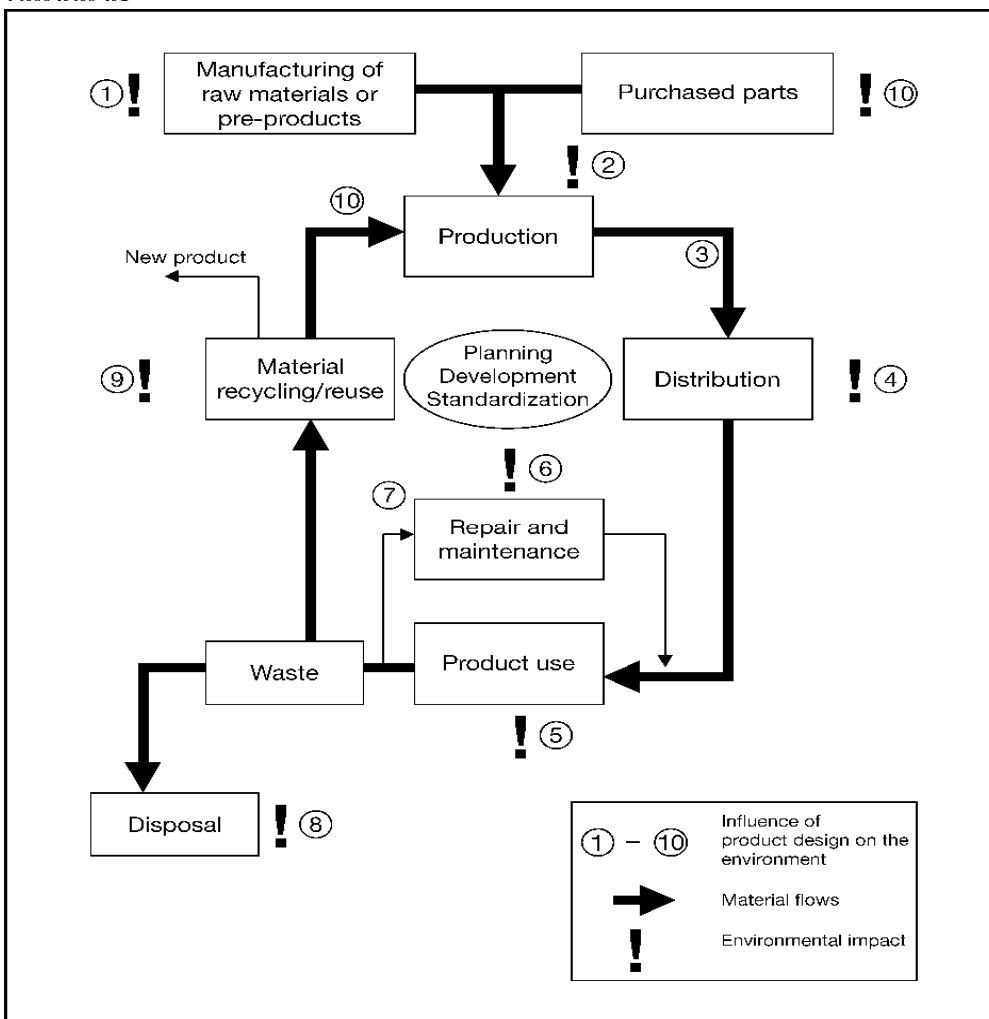 Manufacturing of
raw materials or
pre-products
Purchased parts
1
10
2
10
Production
3
New product
Material
recycling/reuse
Planning
Development
Standardization
Distribution
9
4
6
7
Repair and
maintenance
Waste
Product use
5
Disposal
8
1 – 10
Influence of
product design on the
environment
Material flows
! Environmental impact